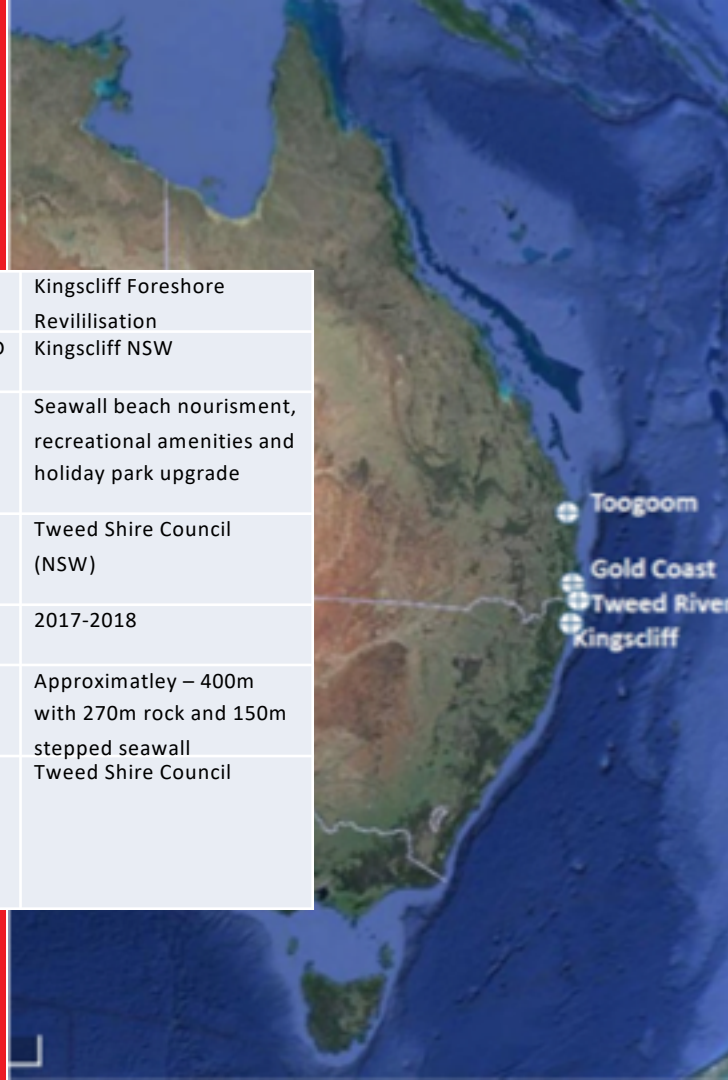 Kingscliff Foreshore
Revililisation
Kingscliff NSW
Seawall beach nourisment,
recreational amenities and
holiday park upgrade
Tweed Shire Council
(NSW)
2017-2018
Approximatley – 400m
with 270m rock and 150m
stepped seawall
Tweed Shire Council
Toogoom
Gold Coast
Tweed River
Kingscliff